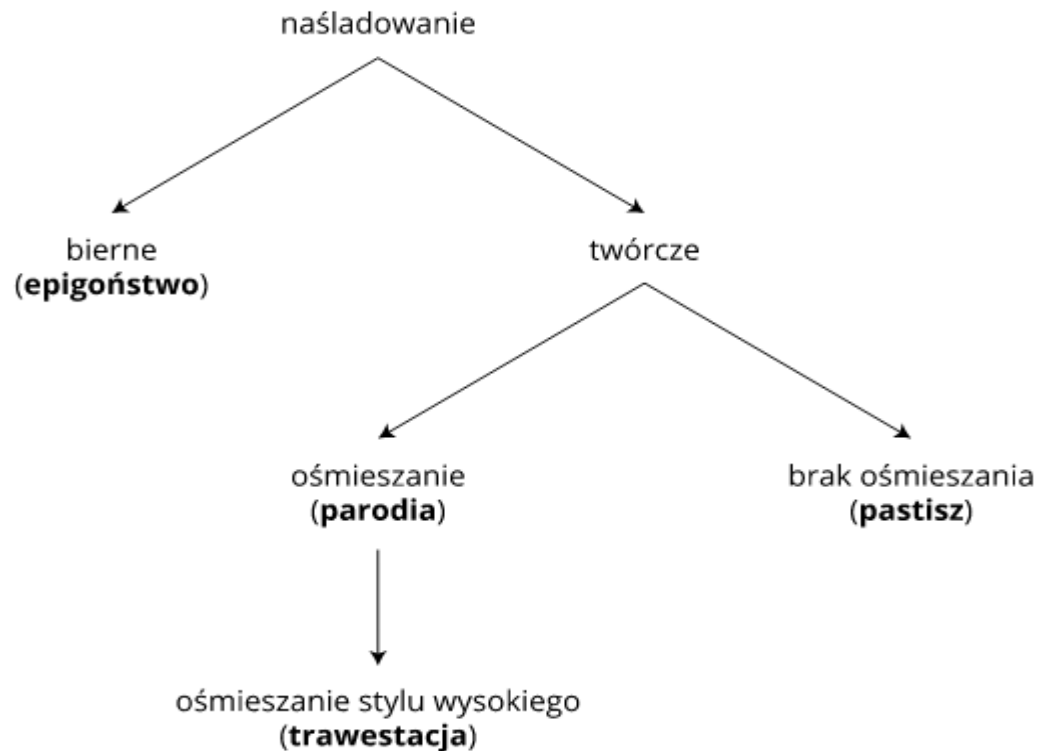 naśladowanie
bierne
(epigoństwo)
twórcze
ośmieszanie
(parodia)
brak ośmieszania
(pastisz)
ośmieszanie stylu wysokiego
(trawestacja)